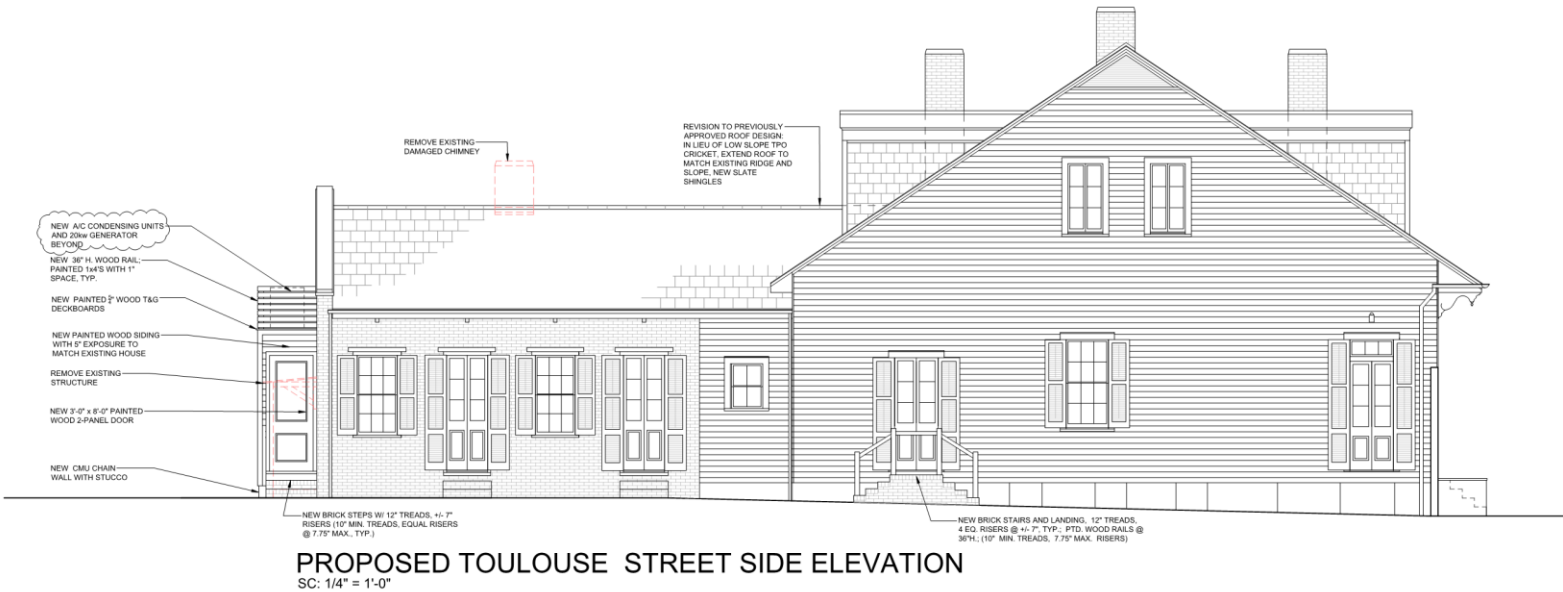 REMOVE EXISTING
DAMAGED CHIMNEY
REVISION TO PREVIOUSLY
APPROVED ROOF DESIGN:
IN LIEU OF LOW SLOPE TPO
CRICKET, EXTEND ROOF TO
MATCH EXISTING RIDGE AND
SLOPE, NEW SLATE
SHINGLES
NEW A/C CONDENSING UNITS
AND 20kw GENERATOR
BEYOND
NEW 36" H. WOOD RAIL;
PAINTED 1x4'S WITH 1"
SPACE, TYP.
NEW PAINTED WOOD T&G
DECKBOARDS
NEW PAINTED WOOD SIDING
WITH 5" EXPOSURE TO
MATCH EXISTING HOUSE
REMOVE EXISTING
STRUCTURE
NEW 3'-0" x 8'-0" PAINTED
WOOD 2-PANEL DOOR
NEW CMU CHAIN
WALL WITH STUCCO
NEW BRICK STEPS W/ 12" TREADS, +/- 7"
RISERS (10" MIN. TREADS, EQUAL RISERS
@ 7.75" MAX., TYP.)
NEW BRICK STAIRS AND LANDING, 12" TREADS,
4 EQ. RISERS @ +/- 7", TYP.; PTD. WOOD RAILS @
36"H.; (10" MIN. TREADS, 7.75" MAX. RISERS)
PROPOSED TOULOUSE STREET SIDE ELEVATION
SC: 1/4" = 1'-0"